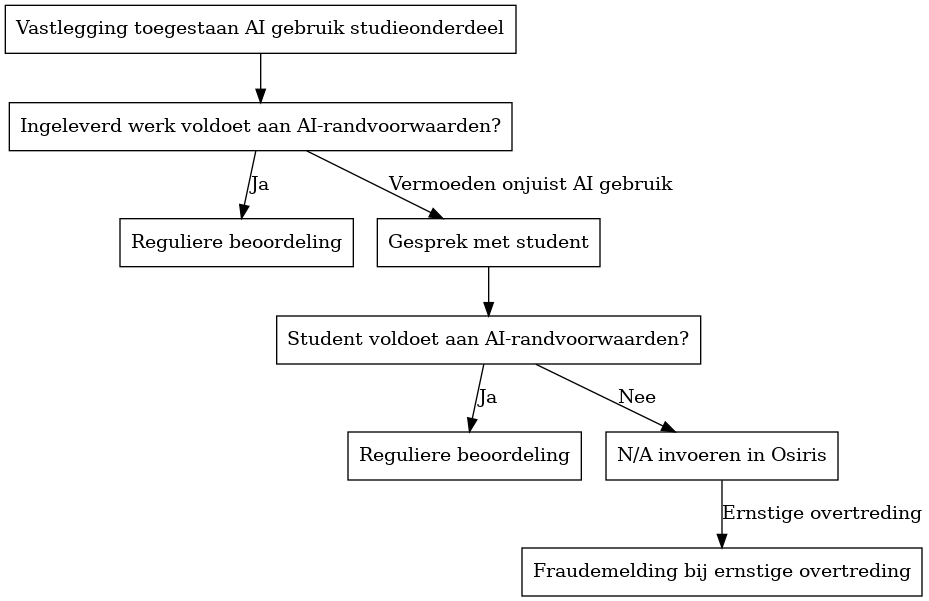 Vastlegging toegestaan AI gebruik studieonderdeel
Ingeleverd werk voldoet aan AI-randvoorwaarden?
Ja
Vermoeden onjuist AI gebruik
Reguliere beoordeling
Gesprek met student
Student voldoet aan AI-randvoorwaarden?
Ja
Nee
Reguliere beoordeling
N/A invoeren in Osiris
Ernstige overtreding
Fraudemelding bij ernstige overtreding